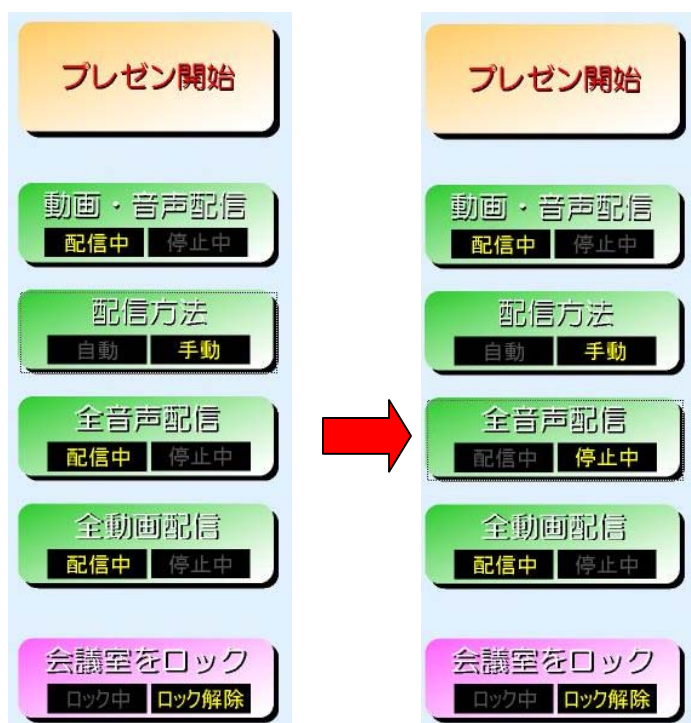 プレゼン開始
動画・音声配信
配信中 停止中
配信方法
自動 手動
全音声配信
配信中 停止中
全動画配信
配信中 停止中
会議室をロック
ロック中 ロック解除
プレゼン開始
動画・音声配信
配信中 停止中
配信方法
自動 手動
全音声配信
配信中 停止中
全動画配信
配信中 停止中
会議室をロック
ロック中 ロック解除